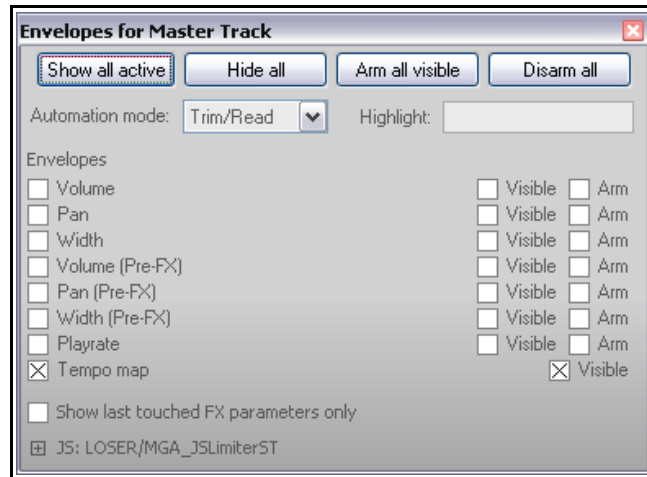 Envelopes for Master Track
Show all active Hide all Arm all visible Disarm all
Automation mode: Trim/Read Highlight:
Envelopes
Volume Visible Arm
Pan Visible Arm
Width Visible Arm
Volume (Pre-FX) Visible Arm
Pan (Pre-FX) Visible Arm
Width (Pre-FX) Visible Arm
Playrate Visible Arm
Tempo map Visible
Show last touched FX parameters only
JS: LOSER/MGA_JSLimiterST